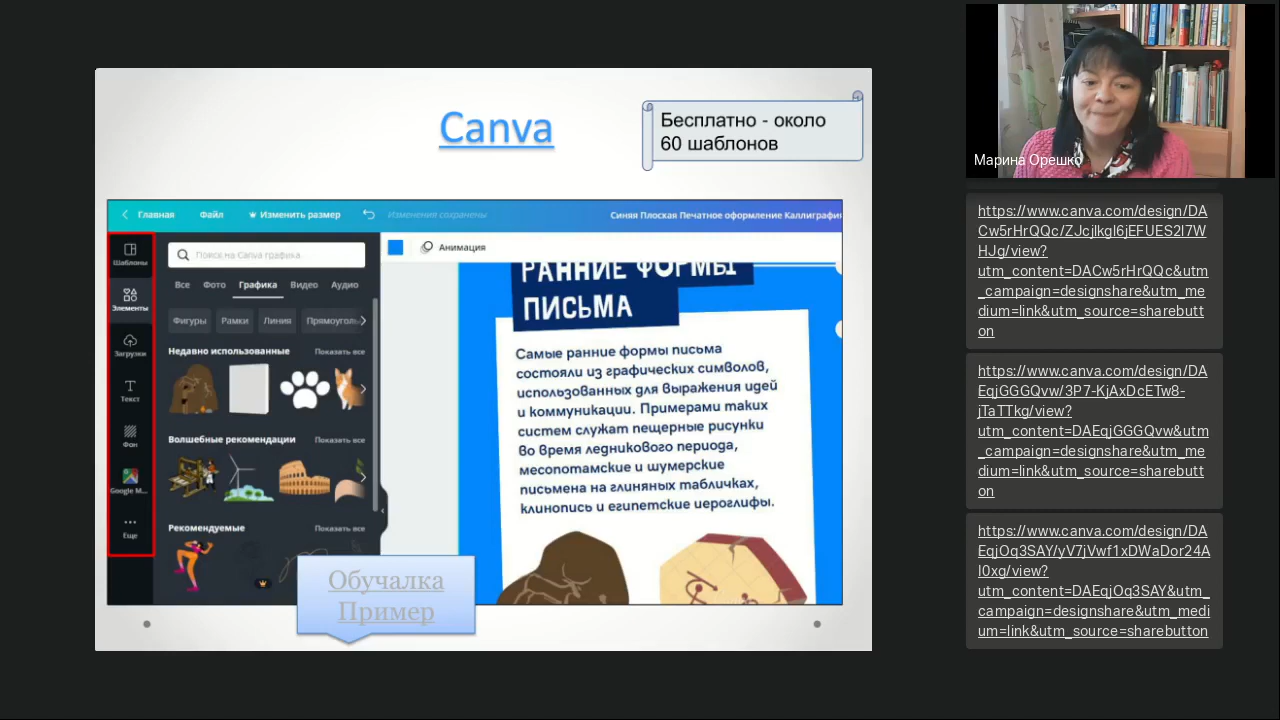 Canva
Бесплатно - около
60 шаблонов
Главная
Файл
Изменить размер
Изменения сохранены
Синяя Плоская Печатное оформление Каллиграфия
Шаблоны
Элементы
Загрузки
Текст
Фон
Google M...
Еще
Поиск на Canva графика...
Все Фото Графика Видео Аудио
Фигуры Рамки Линия Прямоугол
Недавно использованные Показать все
Волшебные рекомендации Показать все
Рекомендуемые Показать все
Анимация
РАННИЕ ФОРМЫ
ПИСЬМА
Самые ранние формы письма
состояли из графических символов,
использованных для выражения идей
и коммуникации. Примерами таких
систем служат пещерные рисунки
во время ледникового периода,
месопотамские и шумерские
письмена на глиняных табличках,
клинопись и египетские иероглифы.
Обучалка
Пример
Марина Орешко
https://www.canva.com/design/DA
Cw5rHrQQc/ZJcjlkgl6jEFUES2I7W
HJg/view?
utm_content=DACw5rHrQQc&utm
_campaign=designshare&utm_me
dium=link&utm_source=sharebutt
on
https://www.canva.com/design/DA
EqjGGGQvw/3P7-KjAxDcETw8-
jTaTTkg/view?
utm_content=DAEqjGGGQvw&utm
_campaign=designshare&utm_me
dium=link&utm_source=sharebutt
on
https://www.canva.com/design/DA
EqjOq3SAY/yV7jVwf1xDWaDor24A
I0xg/view?
utm_content=DAEqjOq3SAY&utm_
campaign=designshare&utm_medi
um=link&utm_source=sharebutton